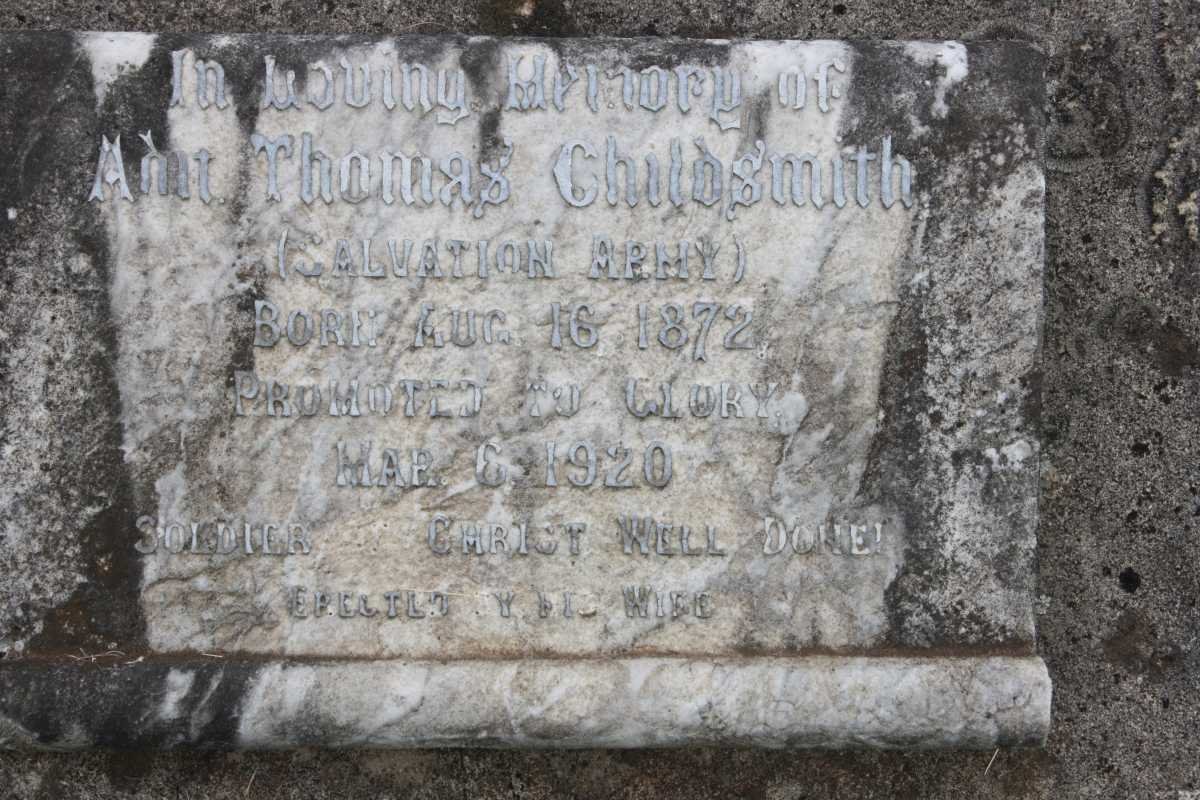 In Loving Memory of
Adjt. Thomas Childsmith.
(Salvation Army)
Born Aug. 16. 1872.
Promoted to Glory.
Mar. 6. 1920
Soldier Christ Well Done!
Erected Wife